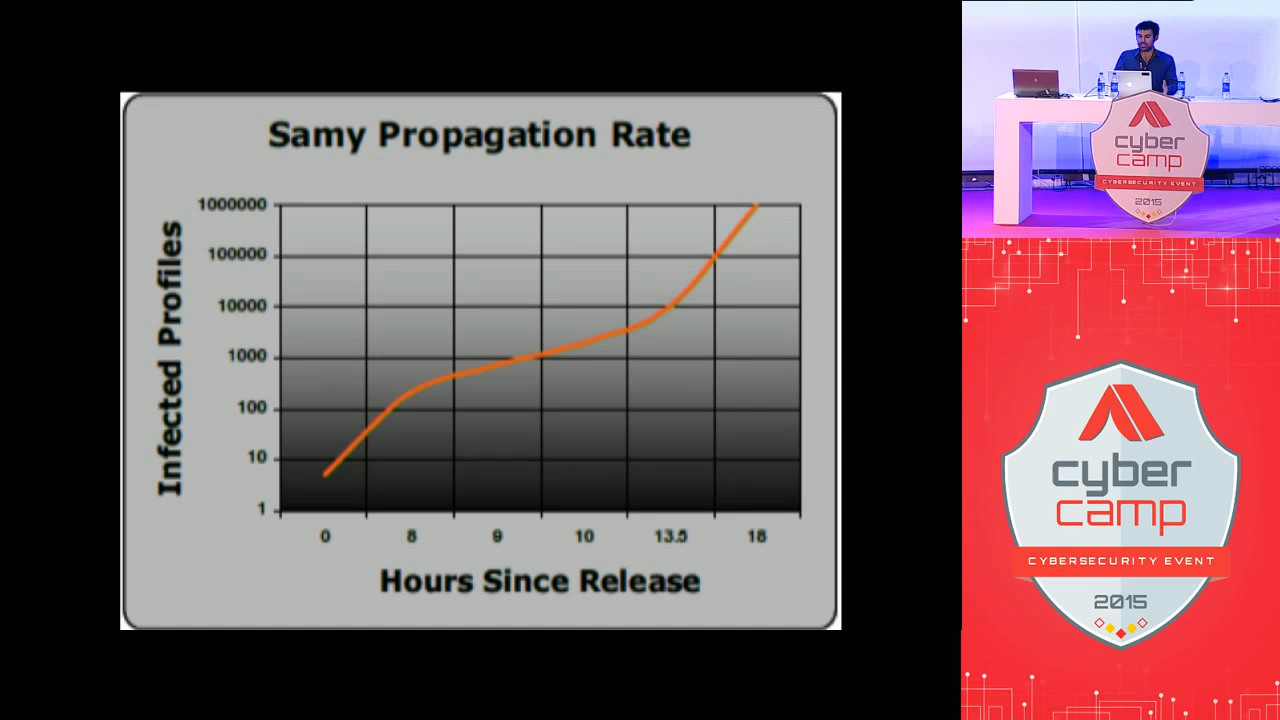 Samy Propagation Rate
Infected Profiles
1000000
100000
10000
1000
100
10
1
0 8 9 10 13.5 18
Hours Since Release
cyber
camp
CYBERSECURITY EVENT
2015
cyber
camp
CYBERSECURITY EVENT
2015